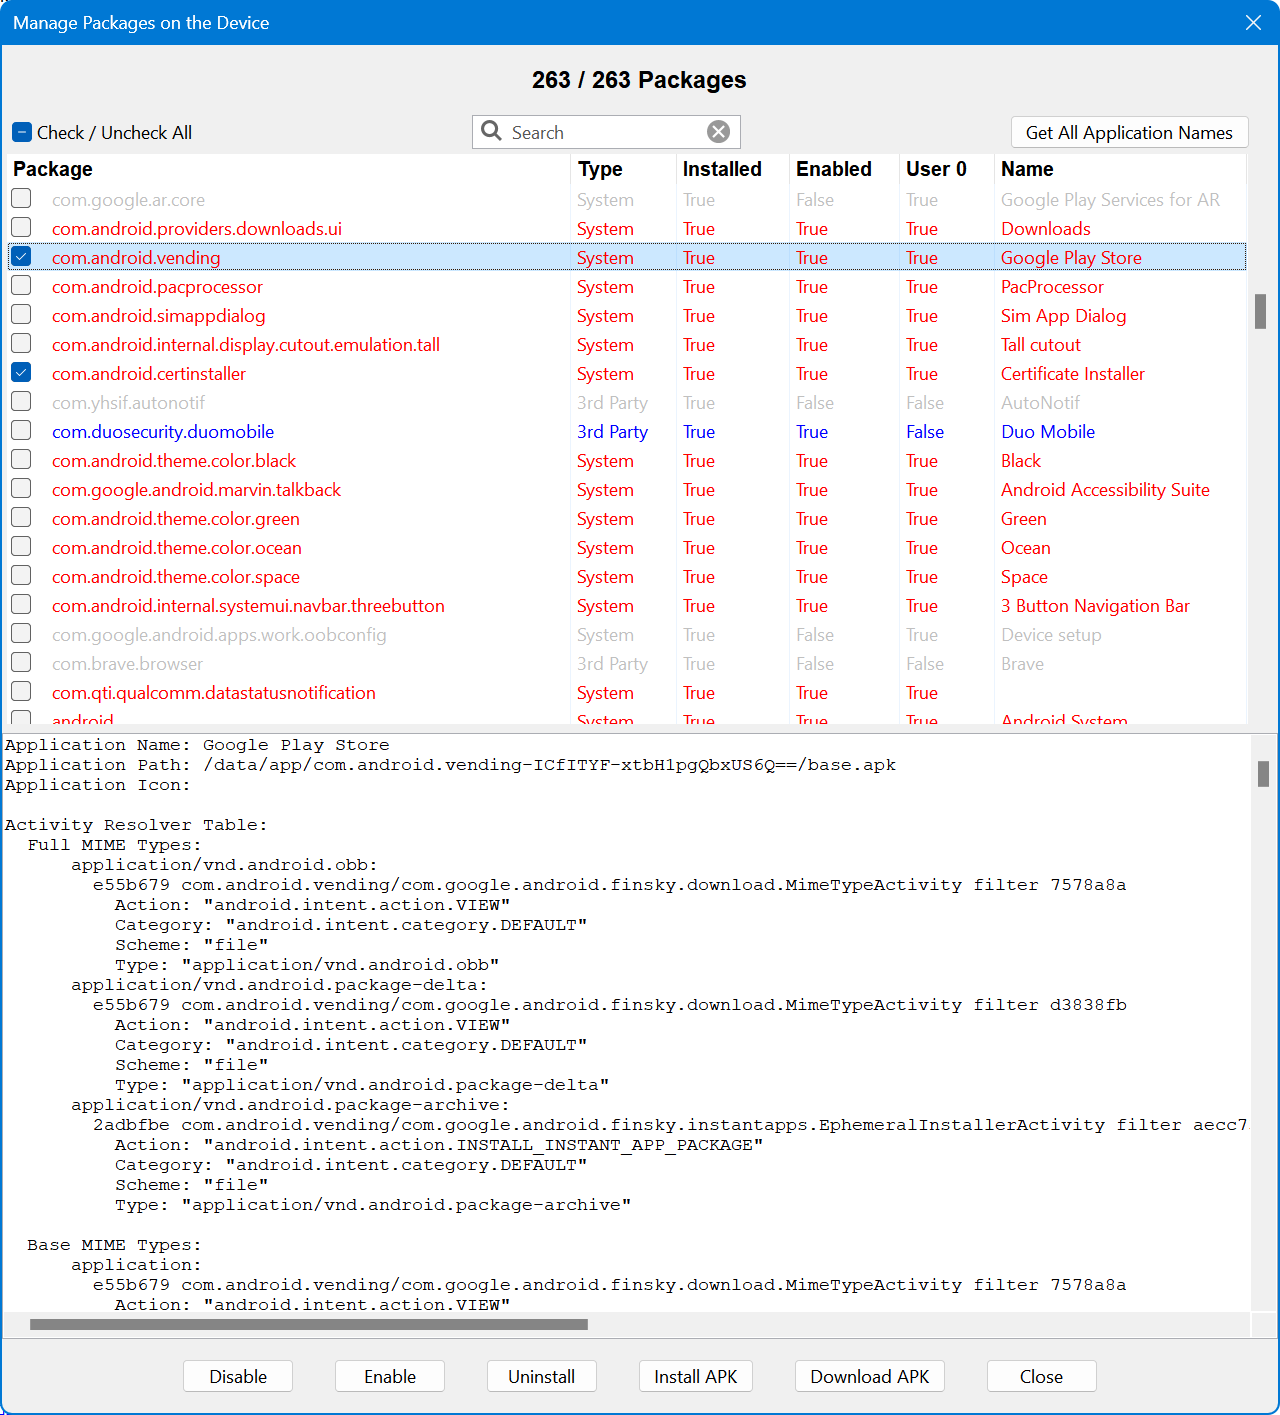 Manage Packages on the Device
263 / 263 Packages
Check / Uncheck All Search Get All Application Names
Package Type Installed Enabled User 0 Name
com.google.ar.core System True False True Google Play Services for AR
com.android.providers.downloads.ui System True True True Downloads
com.android.vending System True True True Google Play Store
com.android.pacprocessor System True True True PacProcessor
com.android.simappdialog System True True True Sim App Dialog
com.android.internal.display.cutout.emulation.tall System True True True Tall cutout
com.android.certinstaller System True True True Certificate Installer
com.yhsif.autonotif 3rd Party True False False AutoNotif
com.duosecurity.duomobile 3rd Party True True False Duo Mobile
com.android.theme.color.black System True True True Black
com.google.android.marvin.talkback System True True True Android Accessibility Suite
com.android.theme.color.green System True True True Green
com.android.theme.color.ocean System True True True Ocean
com.android.theme.color.space System True True True Space
com.android.internal.systemui.navbar.threebutton System True True True 3 Button Navigation Bar
com.google.android.apps.work.oobconfig System True False True Device setup
com.brave.browser 3rd Party True False False Brave
com.qti.qualcomm.datastatusnotification System True True True
android System True True True Android System
Application Name: Google Play Store
Application Path: /data/app/com.android.vending-ICfITYF-xtbH1pgQbxUS6Q==/base.apk
Application Icon:
Activity Resolver Table:
Full MIME Types:
application/vnd.android.obb:
e55b679 com.android.vending/com.google.android.finsky.download.MimeTypeActivity filter 7578a8a
Action: "android.intent.action.VIEW"
Category: "android.intent.category.DEFAULT"
Scheme: "file"
Type: "application/vnd.android.obb"
application/vnd.android.package-delta:
e55b679 com.android.vending/com.google.android.finsky.download.MimeTypeActivity filter d3838fb
Action: "android.intent.action.VIEW"
Category: "android.intent.category.DEFAULT"
Scheme: "file"
Type: "application/vnd.android.package-delta"
application/vnd.android.package-archive:
2adbfbe com.android.vending/com.google.android.finsky.instantapps.EphemeralInstallerActivity filter aecc7
Action: "android.intent.action.INSTALL_INSTANT_APP_PACKAGE"
Category: "android.intent.category.DEFAULT"
Scheme: "file"
Type: "application/vnd.android.package-archive"
Base MIME Types:
application:
e55b679 com.android.vending/com.google.android.finsky.download.MimeTypeActivity filter 7578a8a
Action: "android.intent.action.VIEW"
Disable Enable Uninstall Install APK Download APK Close